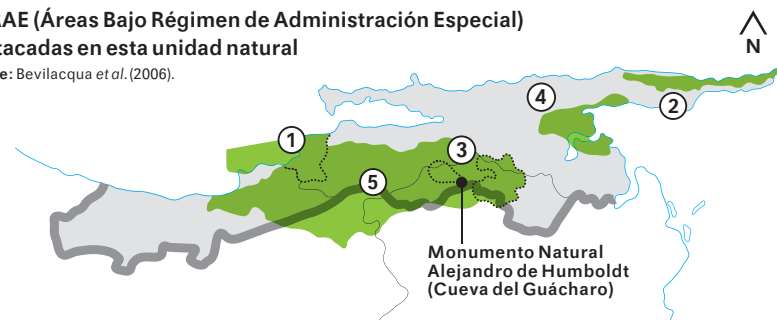 AE (Áreas Bajo Régimen de Administración Especial)
tacadas en esta unidad natural
e: Bevilacqua et al. (2006).
N
1
2
3
4
5
Monumento Natural
Alejandro de Humboldt
(Cueva del Guácharo)